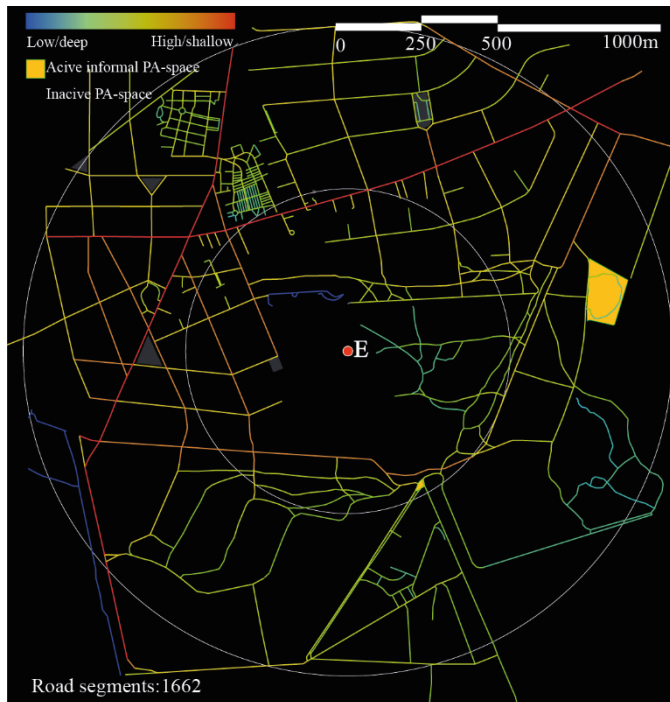 Low/deep High/shallow
0 250 500 1000m
Acive informal PA-space
Inacive PA-space
E
Road segments:1662